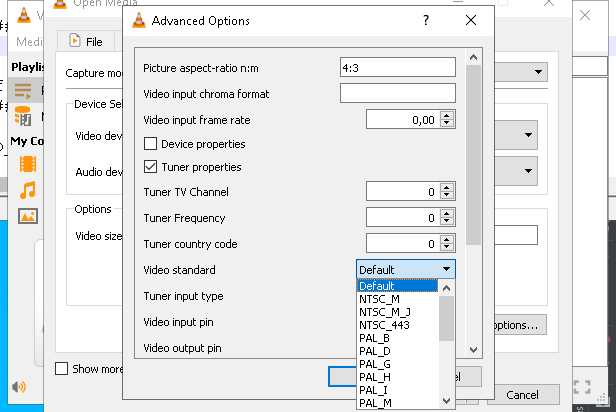 Open Media
Advanced Options
?
Media
File
Playlis
Capture mo
Picture aspect-ratio n:m
4:3
Video input chroma format
Device Sel
Video input frame rate
0,00
Video dev
Device properties
My Co
Tuner properties
Audio dev
Tuner TV Channel
0
Options
Tuner Frequency
0
Video size
Tuner country code
0
Video standard
Default
Default
Tuner input type
NTSC_M
NTSC_M_J
Video input pin
NTSC_443
options...
PAL_B
Video output pin
PAL_D
PAL_G
Show more
PAL_H
el
PAL_I
Cancel
PAL_M